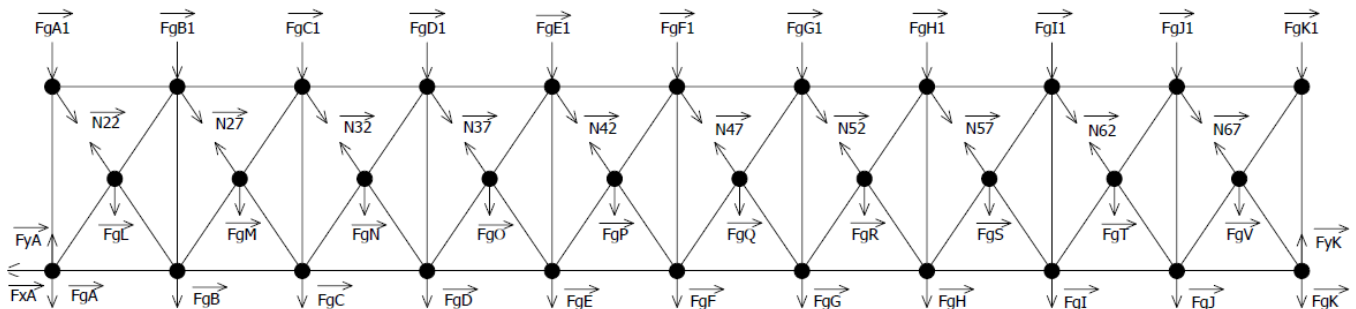 FgA1 FgB1 FgC1 FgD1 FgE1 FgF1 FgG1 FgH1 FgI1 FgJ1 FgK1
N22 N27 N32 N37 N42 N47 N52 N57 N62 N67
FgL FgM FgN FgO FgP FgQ FgR FgS FgT FgV
FyA FyK
FxA FgA FgB FgC FgD FgE FgF FgG FgH FgI FgJ FgK